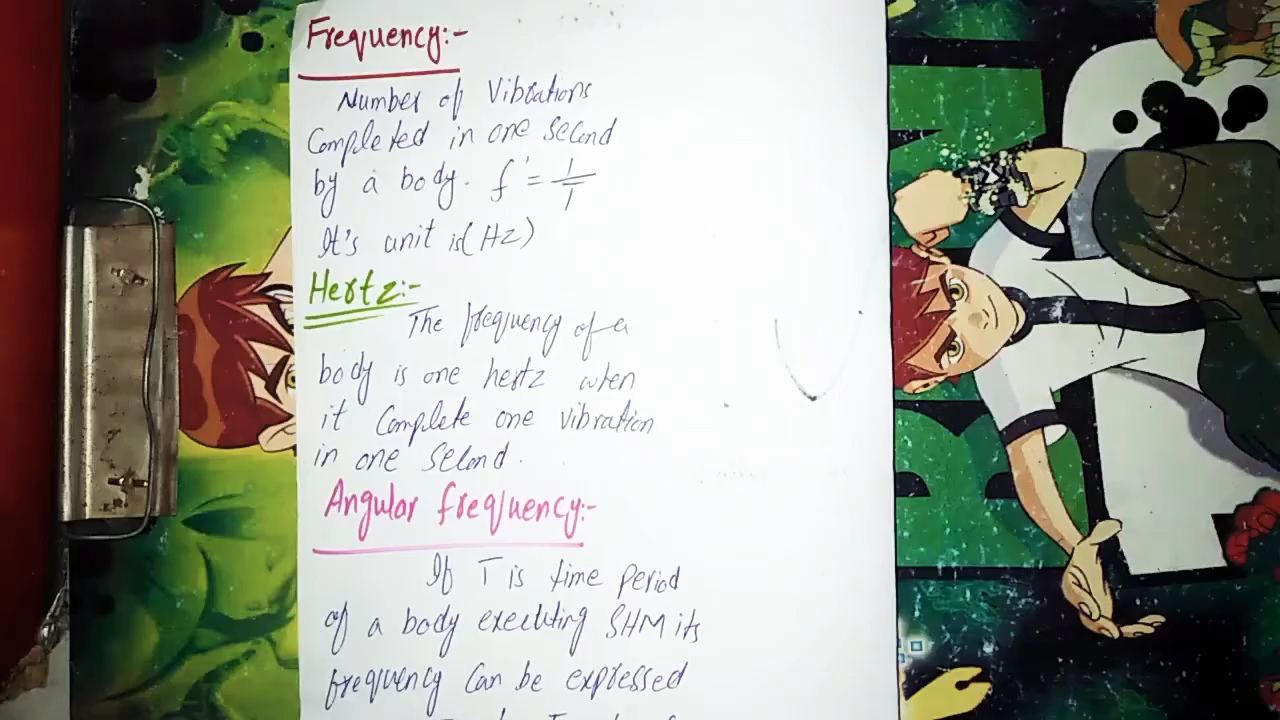 Frequency:-
Number of Vibrations
Completed in one second
by a body. f = 1/T
It's unit is (HZ)
Hertz:-
The frequency of a
body is one hertz when
it Complete one vibration
in one second.
Angular frequency:-
If T is time period
of a body executing SHM its
frequency can be expressed